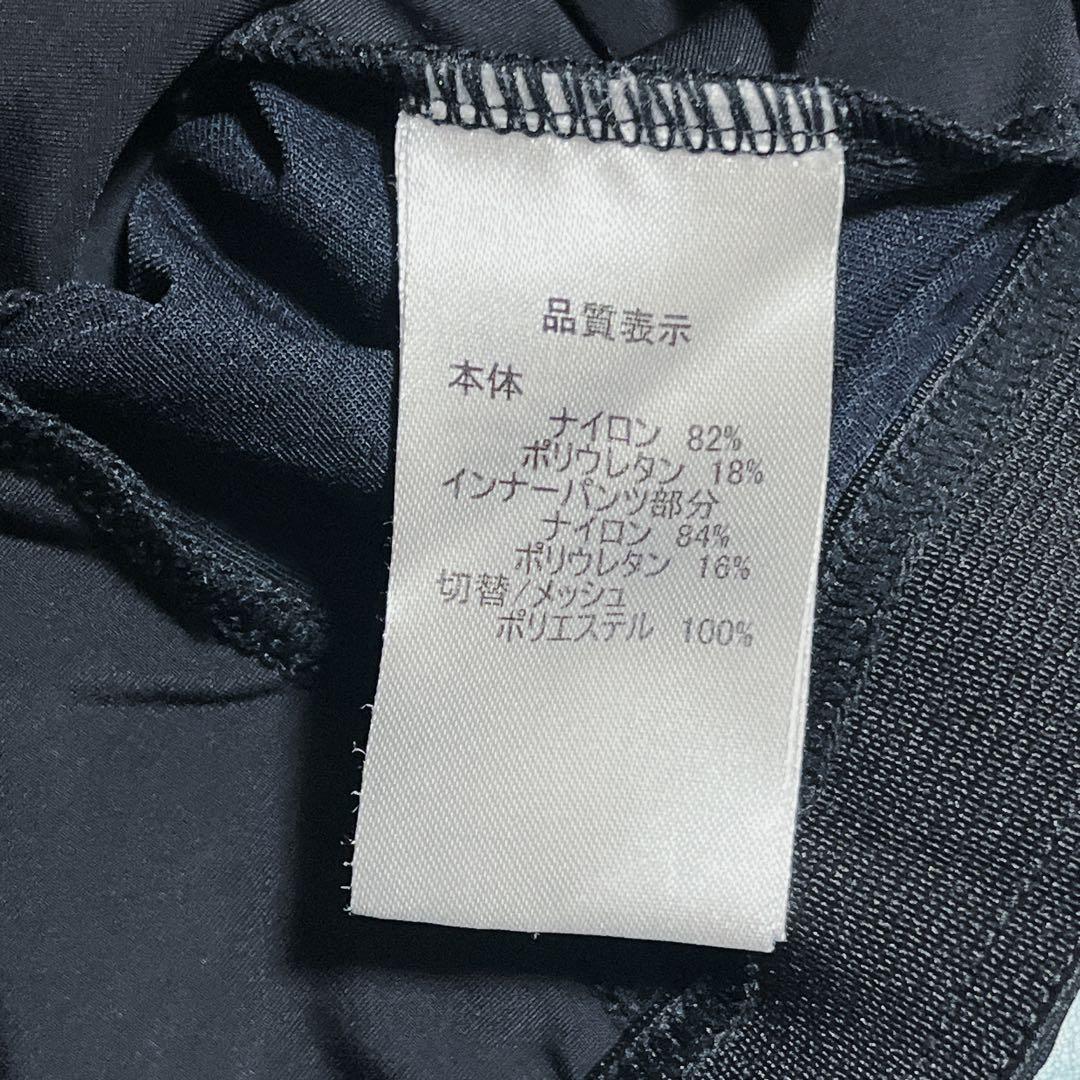 品質表示
本体
ナイロン 82%
ポリウレタン 18%
インナーパンツ部分
ナイロン 84%
ポリウレタン 16%
切替/メッシュ
ポリエステル 100%